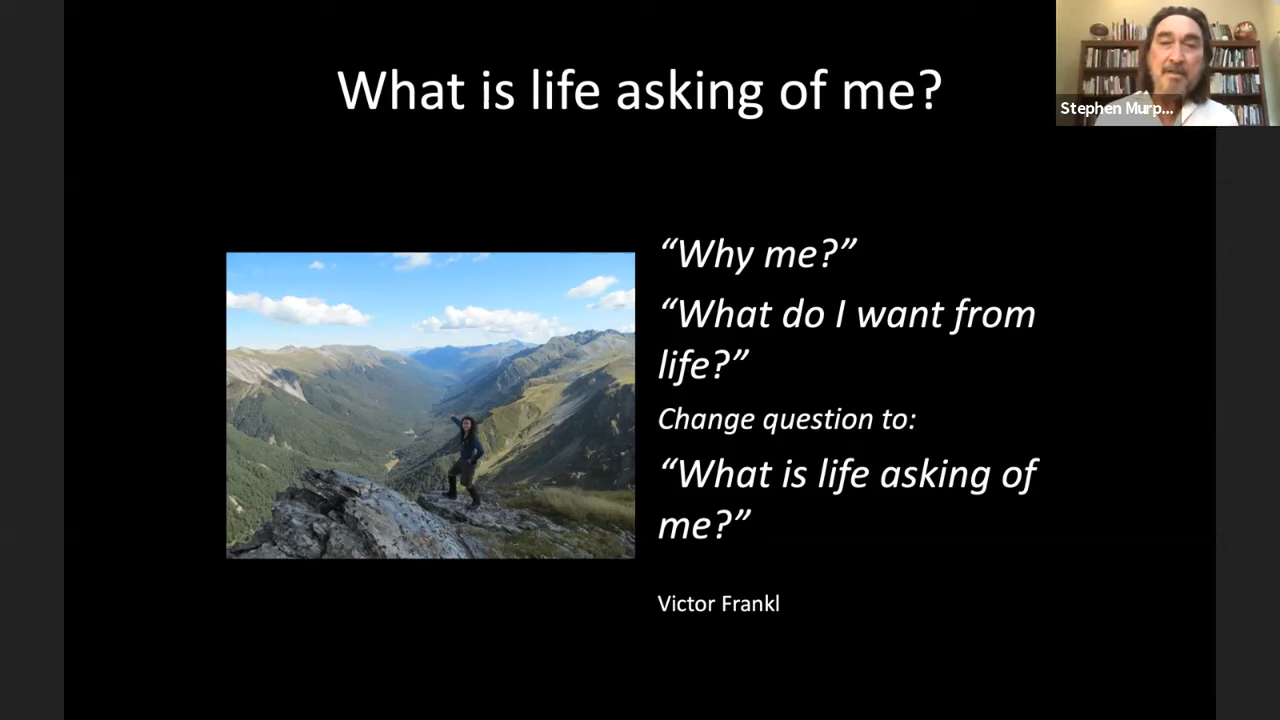 What is life asking of me?
Stephen Murp...
“Why me?”
“What do I want from
life?”
Change question to:
“What is life asking of
me?”
Victor Frankl